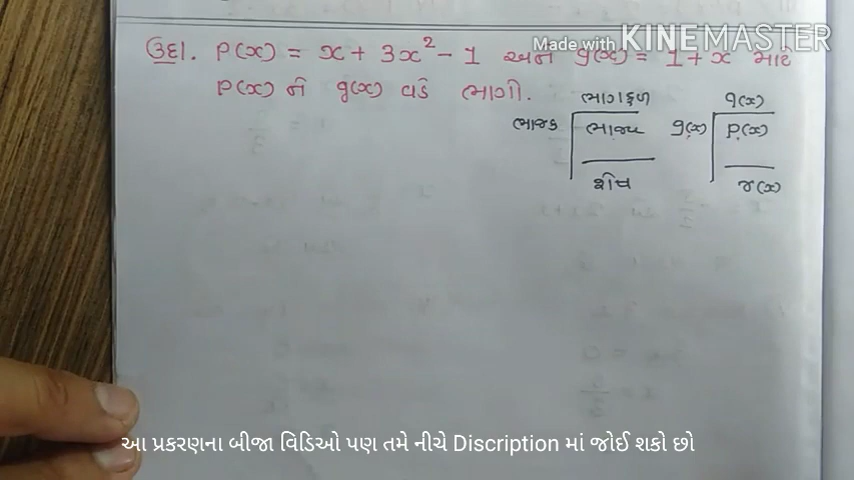 Made with KINEMASTER
ઉદા. P(x) = x + 3x² - 1 અને g(x) = 1 + x માટે
P(x) ને g(x) વડે ભાગો.
ભાગફળ q(x)
ભાજક ભાજ્ય g(x) P(x)
શેષ r(x)
આ પ્રકરણના બીજા વિડિઓ પણ તમે નીચે Discription માં જોઈ શકો છો